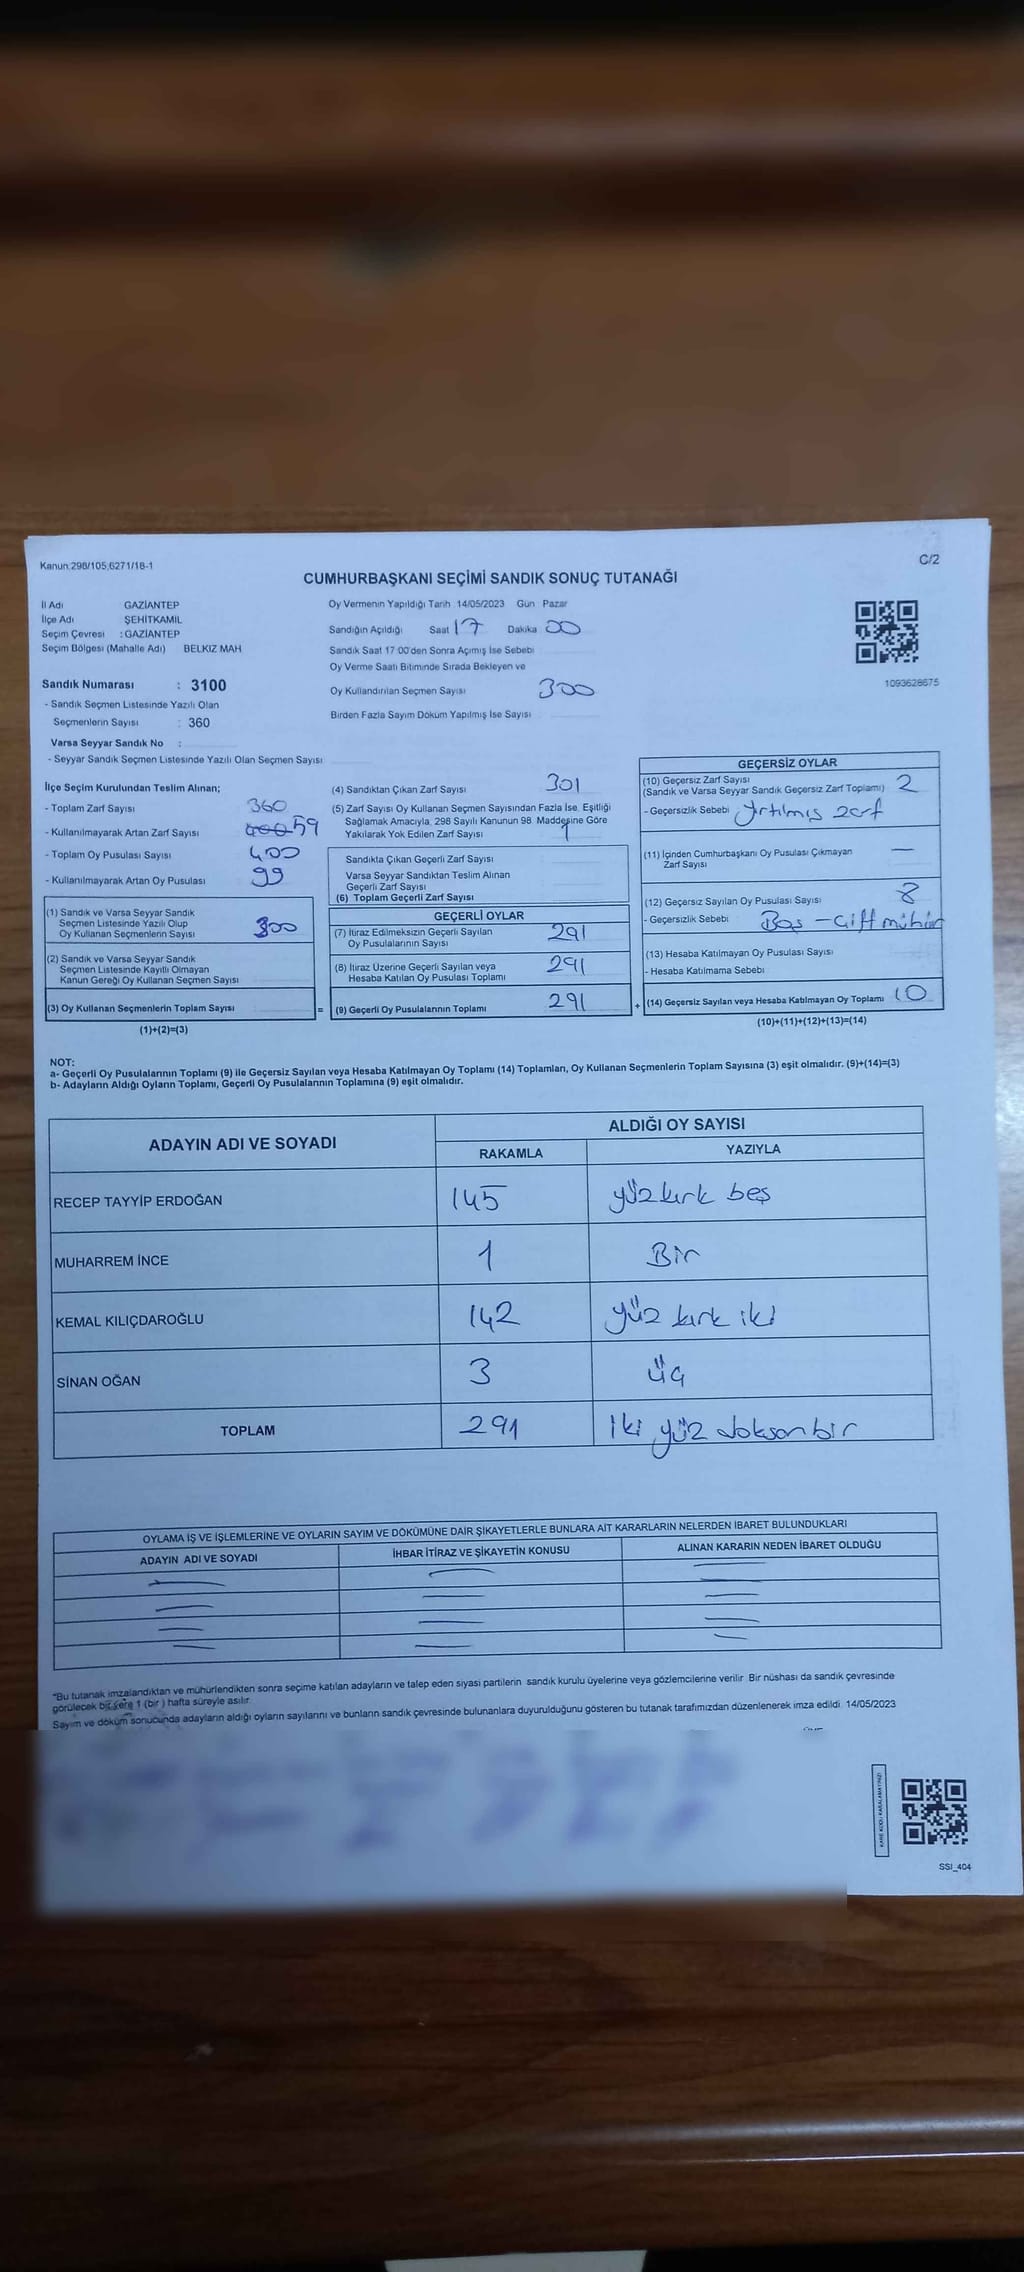 Kanun:298/105,6271/18-1
C/2
CUMHURBAŞKANI SEÇİMİ SANDIK SONUÇ TUTANAĞI
İl Adı GAZİANTEP
İlçe Adı ŞEHİTKAMİL
Seçim Çevresi : GAZİANTEP
Seçim Bölgesi (Mahalle Adı) BELKIZ MAH
Sandık Numarası : 3100
- Sandık Seçmen Listesinde Yazılı Olan
Seçmenlerin Sayısı : 360
Varsa Seyyar Sandık No :
- Seyyar Sandık Seçmen Listesinde Yazılı Olan Seçmen Sayısı
Oy Vermenin Yapıldığı Tarih 14/05/2023 Gün Pazar
Sandığın Açıldığı Saat 17 Dakika 00
Sandık Saat 17 00'den Sonra Açımış İse Sebebi
Oy Verme Saati Bitiminde Sırada Bekleyen ve
Oy Kullandırılan Seçmen Sayısı 300
Birden Fazla Sayım Döküm Yapılmış İse Sayısı
1093628675
İlçe Seçim Kurulundan Teslim Alınan;
- Toplam Zarf Sayısı 360
- Kullanılmayarak Artan Zarf Sayısı 59
- Toplam Oy Pusulası Sayısı 400
- Kullanılmayarak Artan Oy Pusulası 99
(1) Sandık ve Varsa Seyyar Sandık
Seçmen Listesinde Yazılı Olup
Oy Kullanan Seçmenlerin Sayısı 300
(2) Sandık ve Varsa Seyyar Sandık
Seçmen Listesinde Kayıtlı Olmayan
Kanun Gereği Oy Kullanan Seçmen Sayısı
(3) Oy Kullanan Seçmenlerin Toplam Sayısı =
(1)+(2)=(3)
(4) Sandıktan Çıkan Zarf Sayısı 301
(5) Zarf Sayısı Oy Kullanan Seçmen Sayısından Fazla İse, Eşitliği
Sağlamak Amacıyla, 298 Sayılı Kanunun 98. Maddesine Göre
Yakılarak Yok Edilen Zarf Sayısı 1
Sandıkta Çıkan Geçerli Zarf Sayısı
Varsa Seyyar Sandıktan Teslim Alınan
Geçerli Zarf Sayısı
(6) Toplam Geçerli Zarf Sayısı
GEÇERLİ OYLAR
(7) İtiraz Edilmeksizin Geçerli Sayılan
Oy Pusulalarının Sayısı 291
(8) İtiraz Üzerine Geçerli Sayılan veya
Hesaba Katılan Oy Pusulası Toplamı 291
(9) Geçerli Oy Pusulalarının Toplamı 291 +
GEÇERSİZ OYLAR
(10) Geçersiz Zarf Sayısı
(Sandık ve Varsa Seyyar Sandık Geçersiz Zarf Toplamı) 2
- Geçersizlik Sebebi Yırtılmış zarf
(11) İçinden Cumhurbaşkanı Oy Pusulası Çıkmayan
Zarf Sayısı —
(12) Geçersiz Sayılan Oy Pusulası Sayısı 8
- Geçersizlik Sebebi Boş - Çift mühür
(13) Hesaba Katılmayan Oy Pusulası Sayısı
- Hesaba Katılmama Sebebi
(14) Geçersiz Sayılan veya Hesaba Katılmayan Oy Toplamı 10
(10)+(11)+(12)+(13)=(14)
NOT:
a- Geçerli Oy Pusulalarının Toplamı (9) ile Geçersiz Sayılan veya Hesaba Katılmayan Oy Toplamı (14) Toplamları, Oy Kullanan Seçmenlerin Toplam Sayısına (3) eşit olmalıdır. (9)+(14)=(3)
b- Adayların Aldığı Oyların Toplamı, Geçerli Oy Pusulalarının Toplamına (9) eşit olmalıdır.
ADAYIN ADI VE SOYADI
ALDIĞI OY SAYISI
RAKAMLA YAZIYLA
RECEP TAYYİP ERDOĞAN 145 yüz kırk beş
MUHARREM İNCE 1 Bir
KEMAL KILIÇDAROĞLU 142 yüz kırk iki
SİNAN OĞAN 3 üç
TOPLAM 291 İki yüz doksan bir
OYLAMA İŞ VE İŞLEMLERİNE VE OYLARIN SAYIM VE DÖKÜMÜNE DAİR ŞİKAYETLERLE BUNLARA AİT KARARLARIN NELERDEN İBARET BULUNDUKLARI
ADAYIN ADI VE SOYADI İHBAR İTİRAZ VE ŞİKAYETİN KONUSU ALINAN KARARIN NEDEN İBARET OLDUĞU
"Bu tutanak imzalandıktan ve mühürlendikten sonra seçime katılan adayların ve talep eden siyasi partilerin sandık kurulu üyelerine veya gözlemcilerine verilir Bir nüshası da sandık çevresinde
görülecek bir yere 1 (bir ) hafta süreyle asılır.
Sayım ve döküm sonucunda adayların aldığı oyların sayılarını ve bunların sandık çevresinde bulunanlara duyurulduğunu gösteren bu tutanak tarafımızdan düzenlenerek imza edildi 14/05/2023
KARE KODU KARALAMAYINIZ!
SSI_404